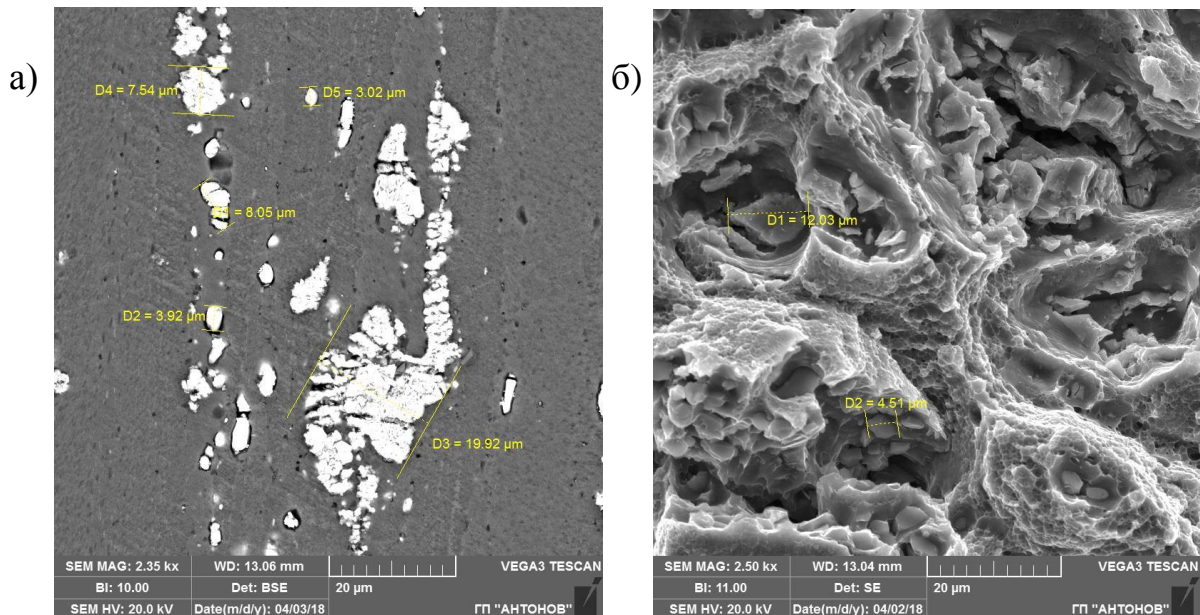 а)
D4 = 7.54 µm
D5 = 3.02 µm
D1 = 8.05 µm
D2 = 3.92 µm
D3 = 19.92 µm
SEM MAG: 2.35 kx
WD: 13.06 mm
VEGA3 TESCAN
BI: 10.00
Det: BSE
20 µm
SEM HV: 20.0 kV
Date(m/d/y): 04/03/18
ГП "АНТОНОВ"
б)
D1 = 12.03 µm
D2 = 4.51 µm
SEM MAG: 2.50 kx
WD: 13.04 mm
VEGA3 TESCAN
BI: 11.00
Det: SE
20 µm
SEM HV: 20.0 kV
Date(m/d/y): 04/02/18
ГП "АНТОНОВ"